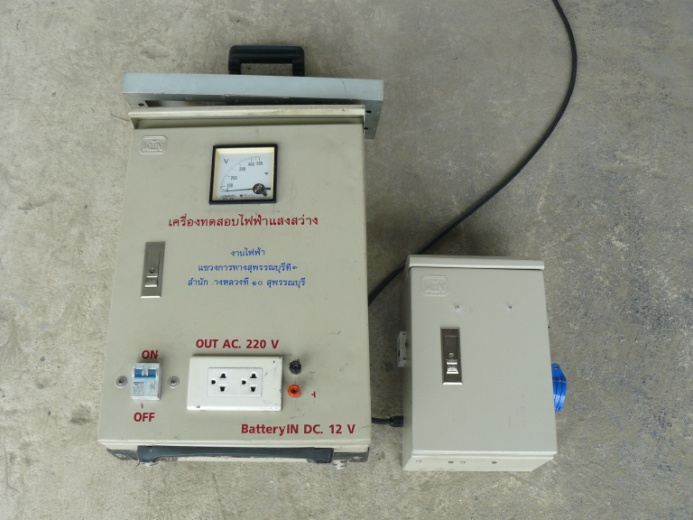 KJN
V
เครื่องทดสอบไฟฟ้าแสงสว่าง
งานไฟฟ้า
แขวงการทางสุพรรณบุรีที่๑
สำนัก างหลวงที่ ๑๐ สุพรรณบุรี
OUT AC. 220 V
ON
OFF
BatteryIN DC. 12 V
KJN